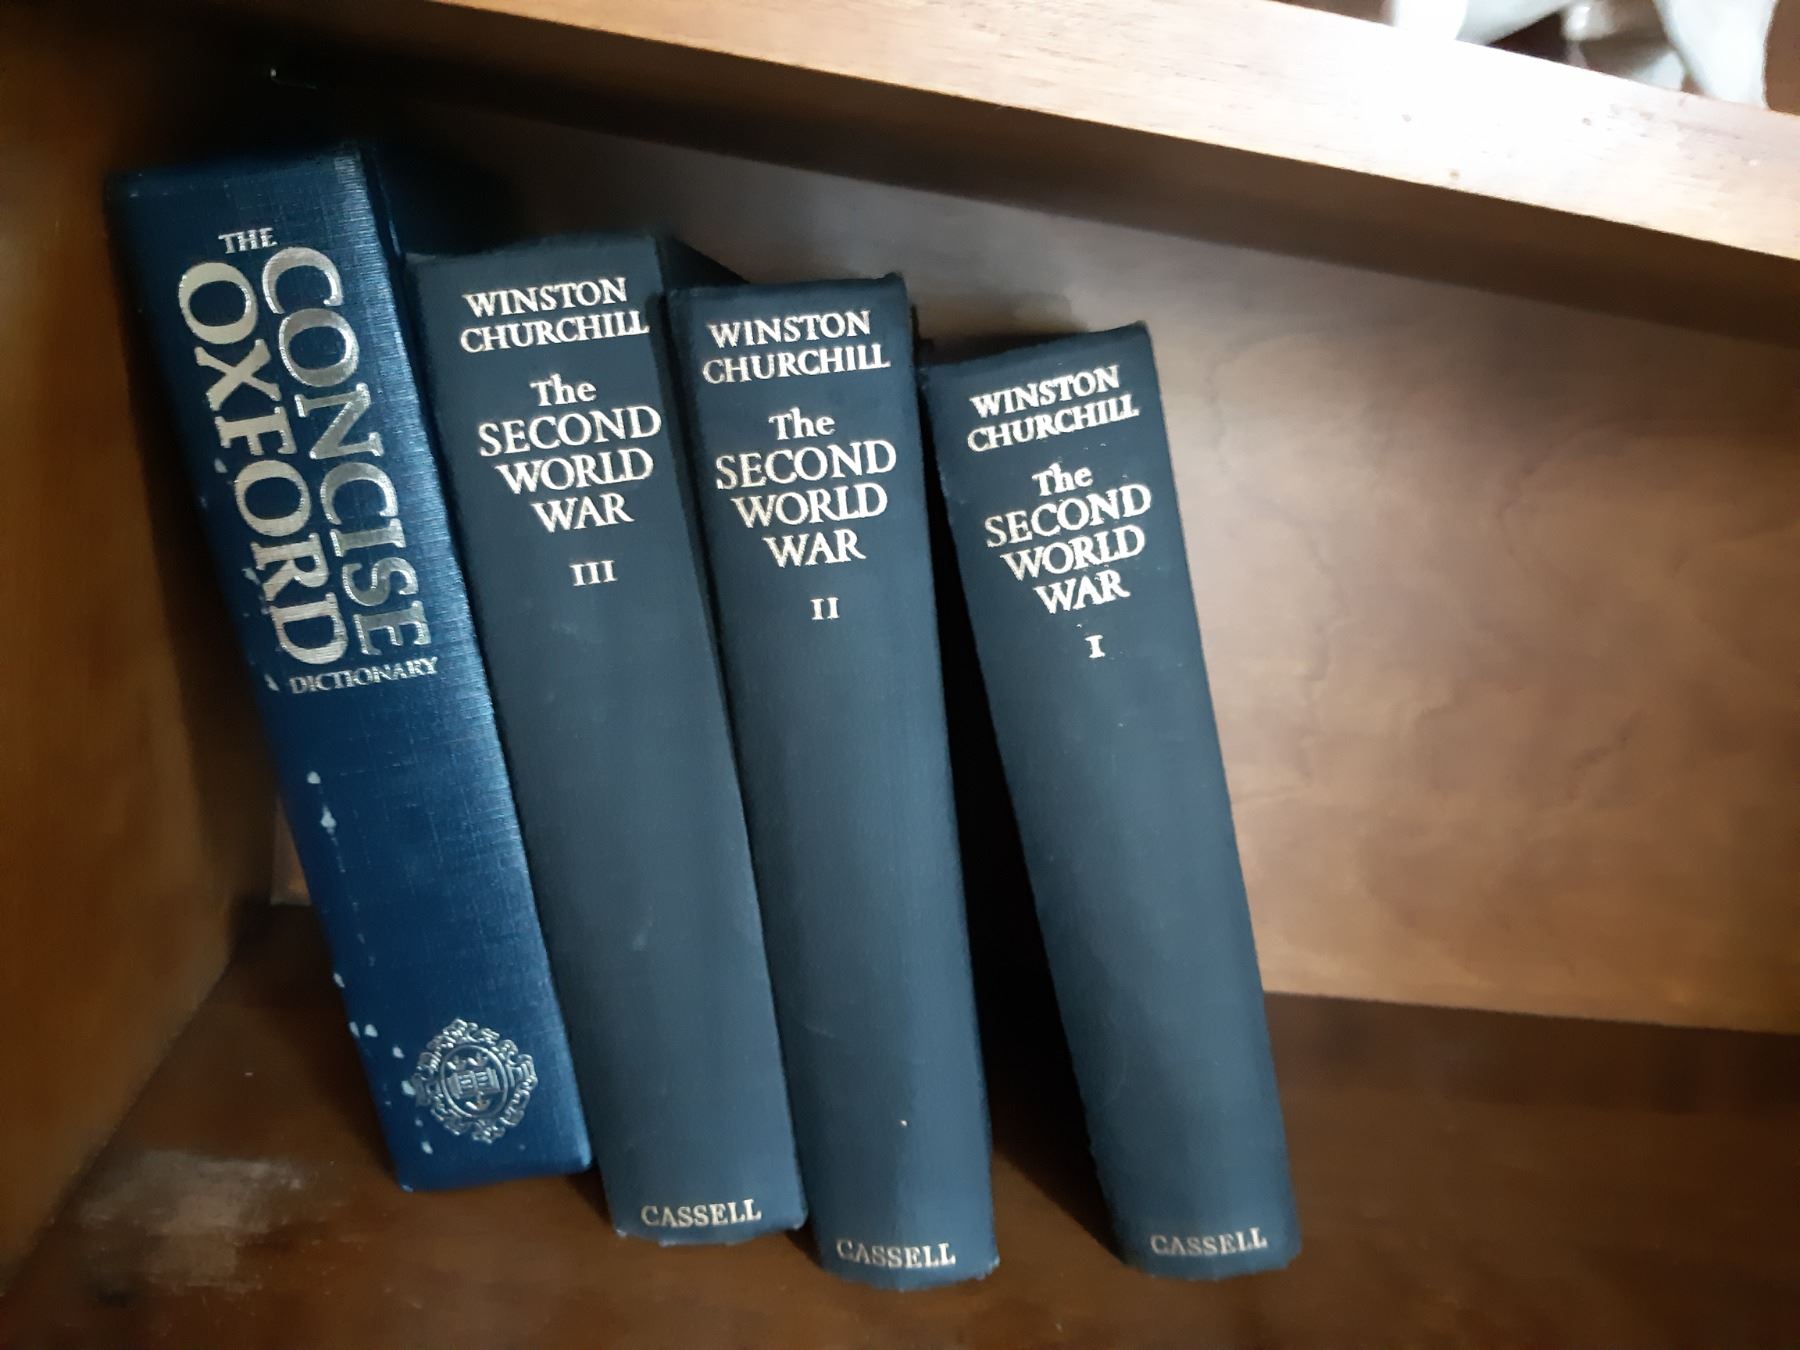 THE
CONCISE
OXFORD
DICTIONARY
WINSTON
CHURCHILL
The
SECOND
WORLD
WAR
III
CASSELL
WINSTON
CHURCHILL
The
SECOND
WORLD
WAR
II
CASSELL
WINSTON
CHURCHILL
The
SECOND
WORLD
WAR
I
CASSELL